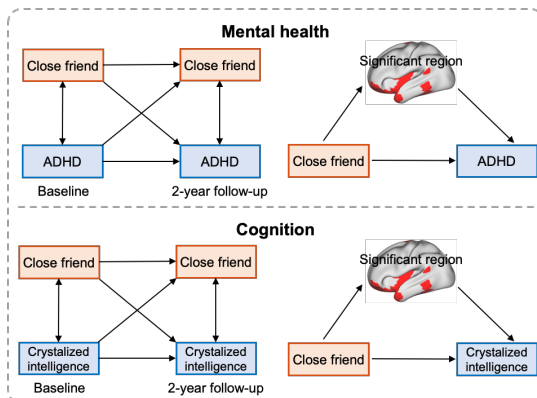 Mental health
Close friend
Close friend
ADHD
ADHD
Baseline
2-year follow-up
Significant region
Close friend
ADHD
Cognition
Close friend
Close friend
Crystalized
intelligence
Crystalized
intelligence
Baseline
2-year follow-up
Significant region
Close friend
Crystalized
intelligence